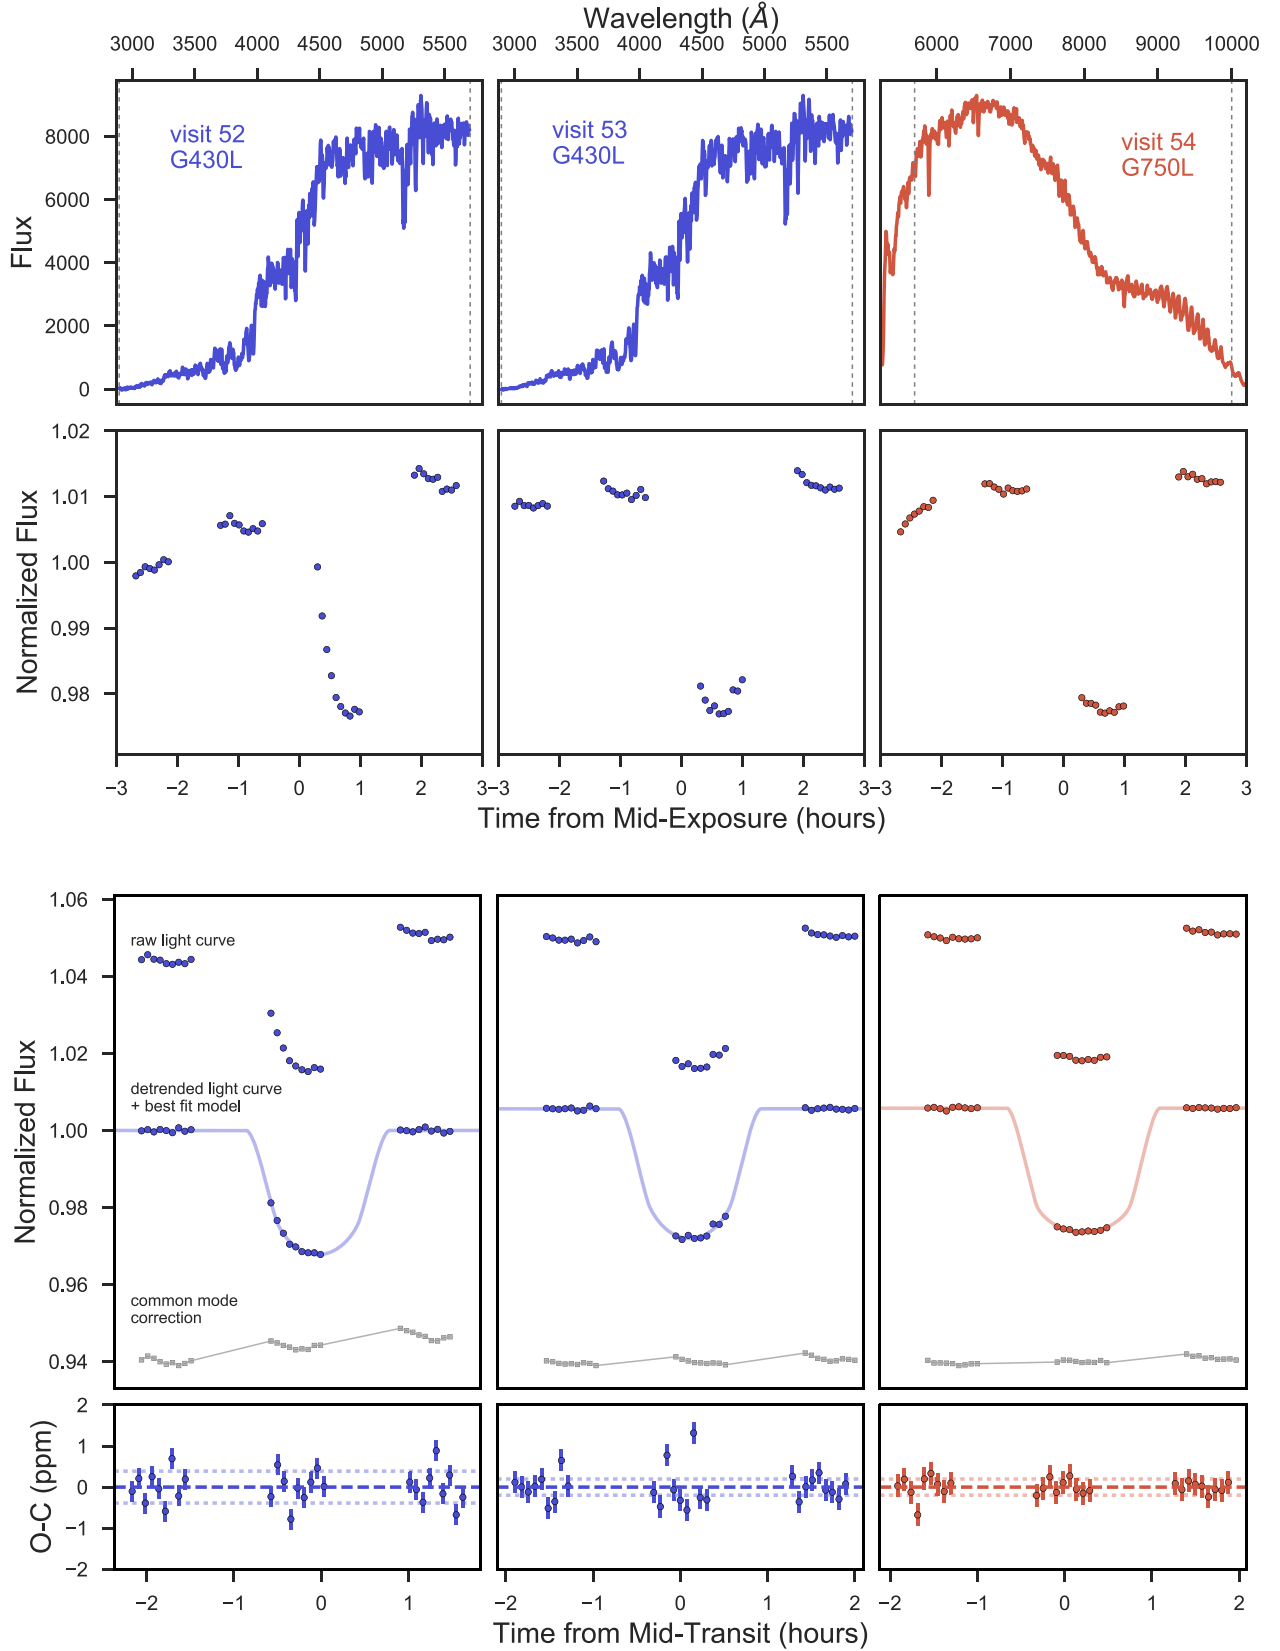 Wavelength (Å)
3000 3500 4000 4500 5000 5500 3000 3500 4000 4500 5000 5500 6000 7000 8000 9000 10000
visit 52
G430L
visit 53
G430L
visit 54
G750L
Flux
8000
6000
4000
2000
0
Normalized Flux
1.02
1.01
1.00
0.99
0.98
−3 −2 −1 0 1 2 3−3 −2 −1 0 1 2 3−3 −2 −1 0 1 2 3
Time from Mid-Exposure (hours)
Normalized Flux
1.06
1.04
1.02
1.00
0.98
0.96
0.94
raw light curve
detrended light curve
+ best fit model
common mode
correction
O-C (ppm)
2
1
0
−1
−2
−2 −1 0 1 −2 −1 0 1 2 −2 −1 0 1 2
Time from Mid-Transit (hours)